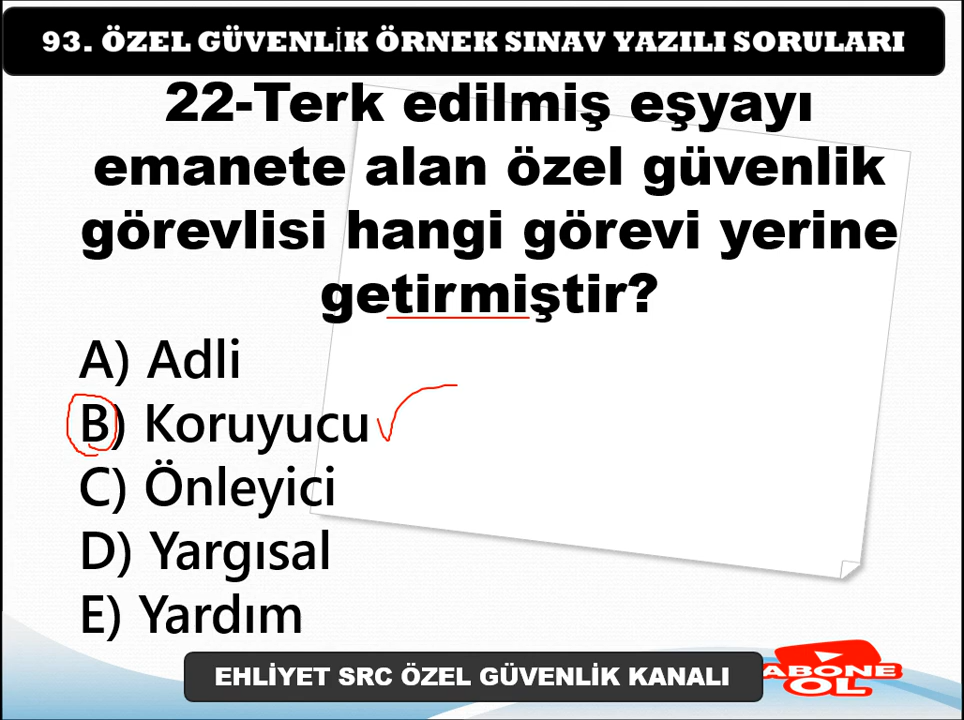 93. ÖZEL GÜVENLİK ÖRNEK SINAV YAZILI SORULARI
22-Terk edilmiş eşyayı
emanete alan özel güvenlik
görevlisi hangi görevi yerine
getirmiştir?
A) Adli
B) Koruyucu
C) Önleyici
D) Yargısal
E) Yardım
EHLİYET SRC ÖZEL GÜVENLİK KANALI
ABONE
OL